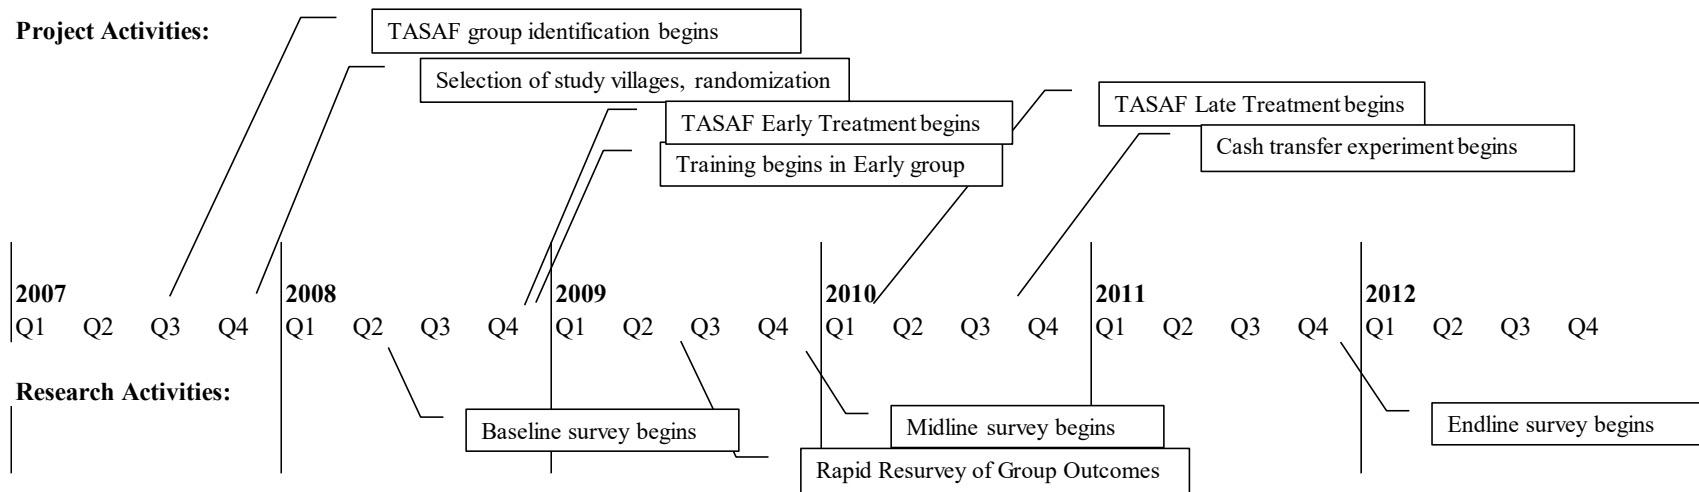 Project Activities:
TASAF group identification begins
Selection of study villages, randomization
TASAF Early Treatment begins
Training begins in Early group
TASAF Late Treatment begins
Cash transfer experiment begins
2007 2008 2009 2010 2011 2012
Q1 Q2 Q3 Q4 Q1 Q2 Q3 Q4 Q1 Q2 Q3 Q4 Q1 Q2 Q3 Q4 Q1 Q2 Q3 Q4 Q1 Q2 Q3 Q4
Research Activities:
Baseline survey begins
Midline survey begins
Rapid Resurvey of Group Outcomes
Endline survey begins